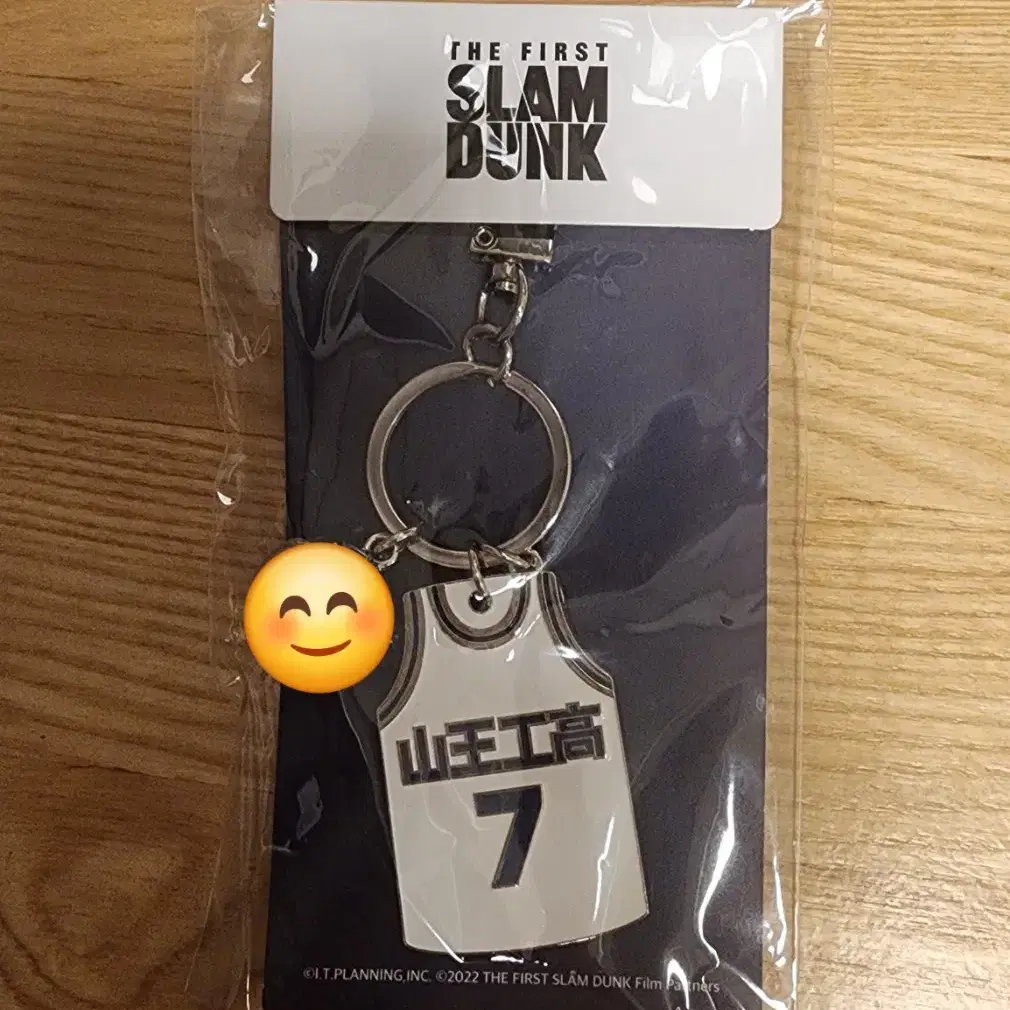 THE FIRST
SLAM
DUNK
山王工高
7
©I.T.PLANNING,INC. ©2022 THE FIRST SLAM DUNK Film Partners